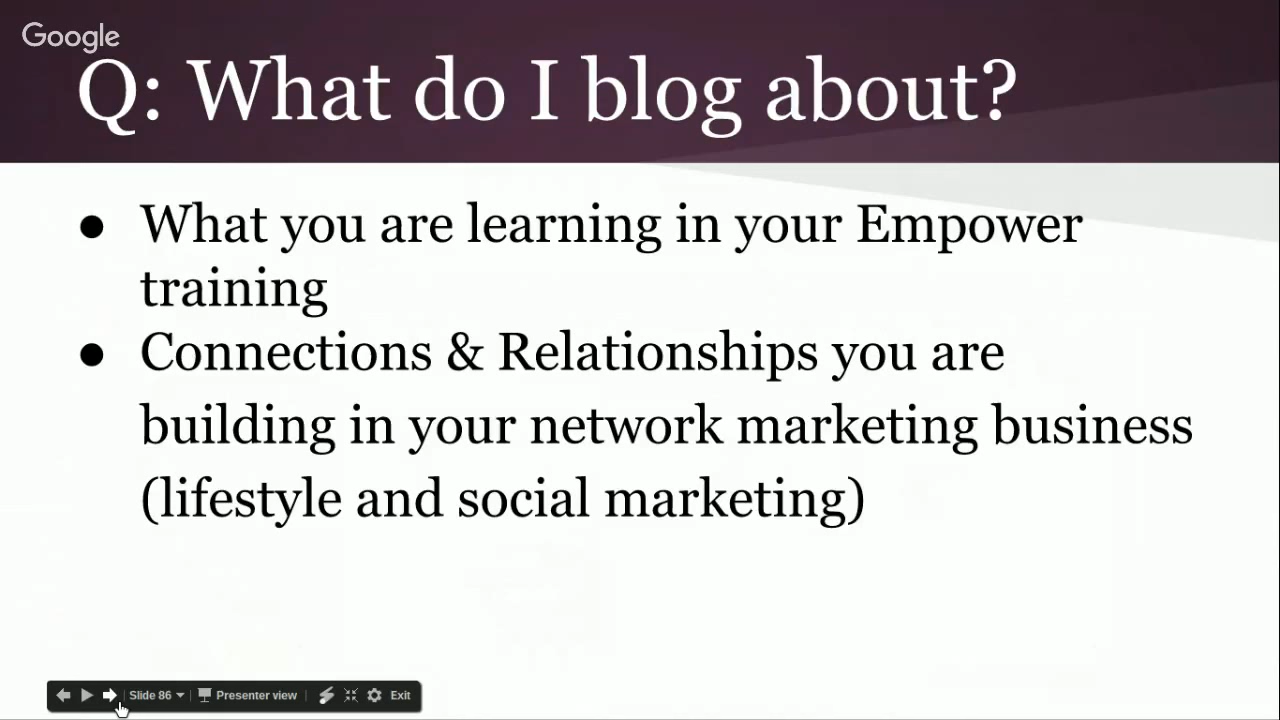 Google
Q: What do I blog about?
● What you are learning in your Empower
training
● Connections & Relationships you are
building in your network marketing business
(lifestyle and social marketing)
Slide 86 Presenter view Exit